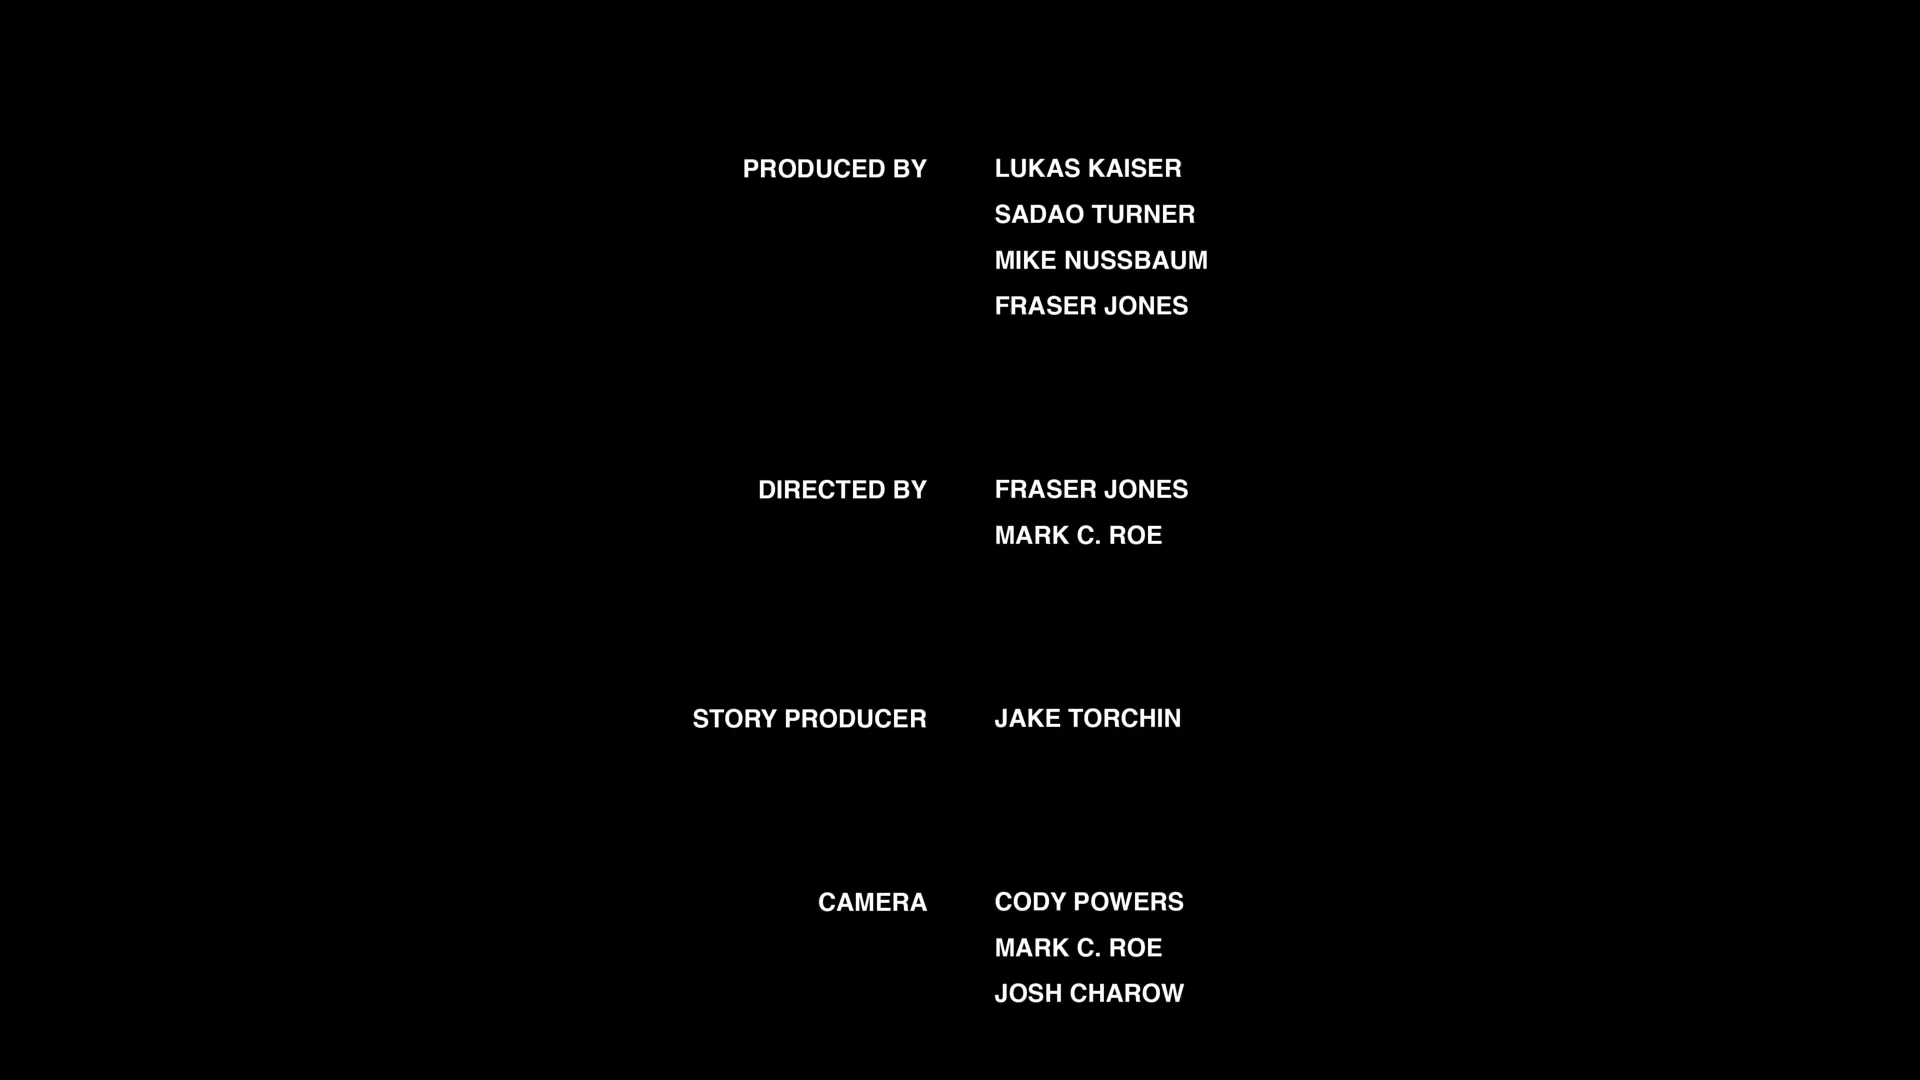 PRODUCED BY LUKAS KAISER
SADAO TURNER
MIKE NUSSBAUM
FRASER JONES
DIRECTED BY FRASER JONES
MARK C. ROE
STORY PRODUCER JAKE TORCHIN
CAMERA CODY POWERS
MARK C. ROE
JOSH CHAROW